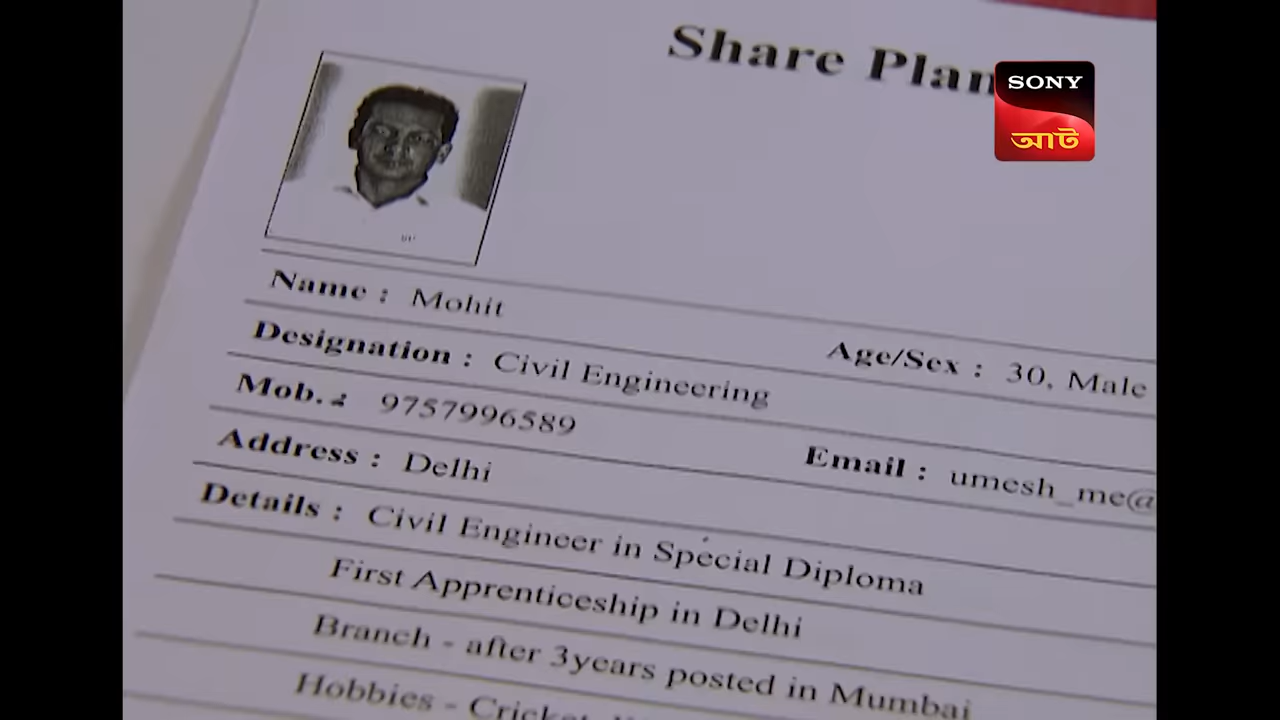 Share Plan
SONY
আট
Name : Mohit
Age/Sex : 30, Male
Designation : Civil Engineering
Mob. : 9757996589
Email : umesh_me@
Address : Delhi
Details : Civil Engineer in Special Diploma
First Apprenticeship in Delhi
Branch - after 3years posted in Mumbai
Hobbies - Cricket